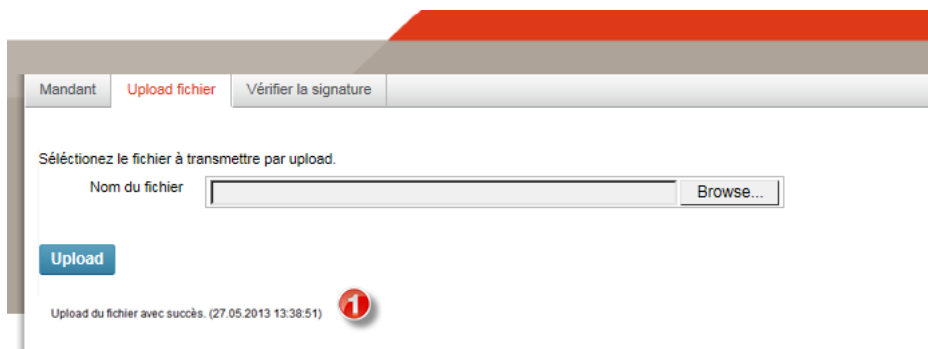 Mandant Upload fichier Vérifier la signature
Séléctionez le fichier à transmettre par upload.
Nom du fichier Browse...
Upload
Upload du fichier avec succès. (27.05.2013 13:38:51) 1